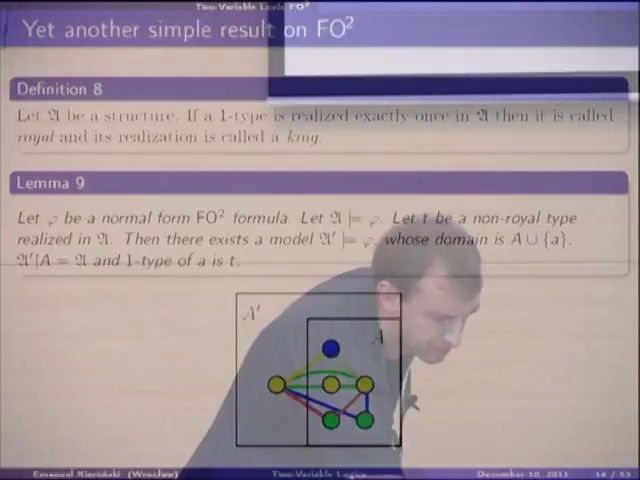 Two-Variable Logic FO²
Yet another simple result on FO²
Definition 8
Let 𝔄 be a structure. If a 1-type is realized exactly once in 𝔄 then it is called
royal and its realization is called a king.
Lemma 9
Let φ be a normal form FO² formula. Let 𝔄 ⊨ φ. Let t be a non-royal type
realized in 𝔄. Then there exists a model 𝔄' ⊨ φ, whose domain is A ∪ {a},
𝔄'|A = 𝔄 and 1-type of a is t.
A'
A
Emanuel Kieroński (Wrocław) Two-Variable Logics December 10, 2011 14 / 53